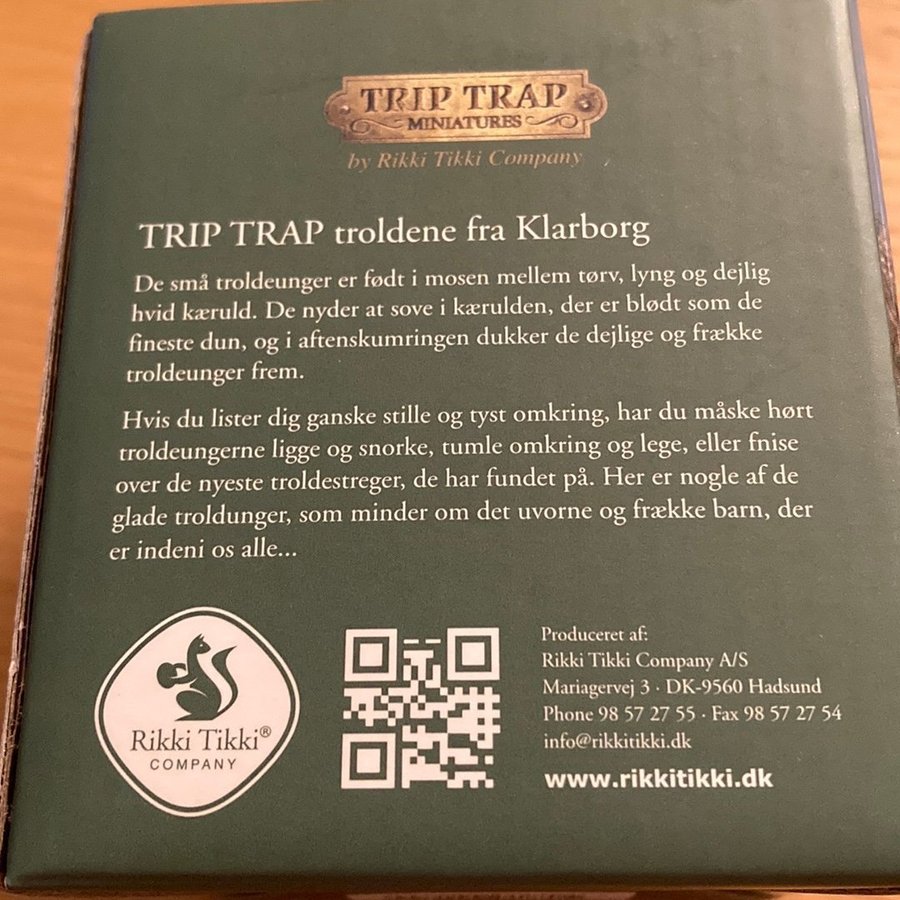 TRIP TRAP
MINIATURES
by Rikki Tikki Company
TRIP TRAP troldene fra Klarborg
De små troldeunger er født i mosen mellem tørv, lyng og dejlig
hvid kæruld. De nyder at sove i kærulden, der er blødt som de
fineste dun, og i aftenskumringen dukker de dejlige og frække
troldeunger frem.
Hvis du lister dig ganske stille og tyst omkring, har du måske hørt
troldeungerne ligge og snorke, tumle omkring og lege, eller fnise
over de nyeste troldestreger, de har fundet på. Her er nogle af de
glade troldunger, som minder om det uvorne og frække barn, der
er indeni os alle...
Rikki Tikki®
COMPANY
Produceret af:
Rikki Tikki Company A/S
Mariagervej 3 · DK-9560 Hadsund
Phone 98 57 27 55 · Fax 98 57 27 54
info@rikkitikki.dk
www.rikkitikki.dk